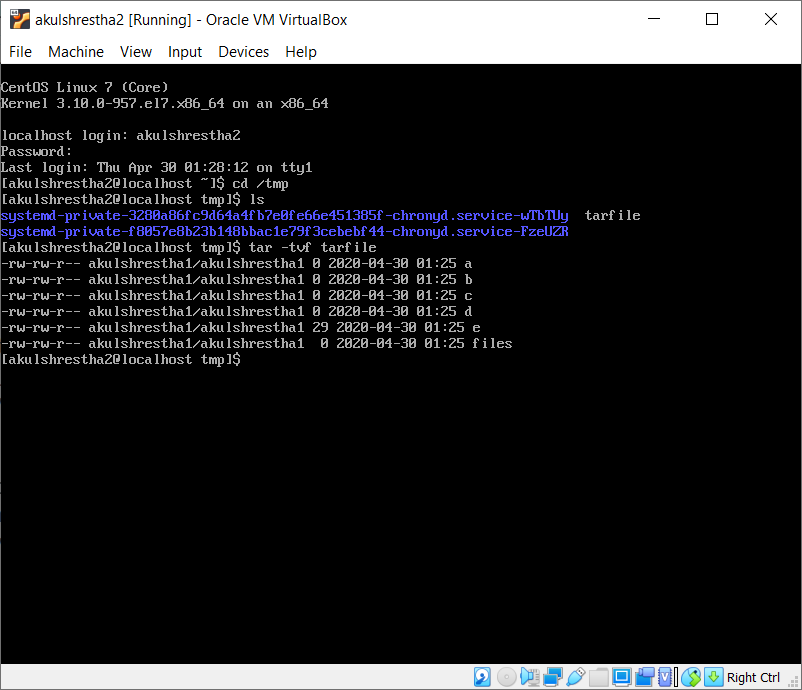 akulshrestha2 [Running] - Oracle VM VirtualBox
File Machine View Input Devices Help
CentOS Linux 7 (Core)
Kernel 3.10.0-957.el7.x86_64 on an x86_64
localhost login: akulshrestha2
Password:
Last login: Thu Apr 30 01:28:12 on tty1
[akulshrestha2@localhost ~]$ cd /tmp
[akulshrestha2@localhost tmp]$ ls
systemd-private-3280a86fc9d64a4fb7e0fe66e451385f-chronyd.service-wTbTUy  tarfile
systemd-private-f8057e8b23b148bbac1e79f3cebebf44-chronyd.service-FzeUZR
[akulshrestha2@localhost tmp]$ tar -tvf tarfile
-rw-rw-r-- akulshrestha1/akulshrestha1 0 2020-04-30 01:25 a
-rw-rw-r-- akulshrestha1/akulshrestha1 0 2020-04-30 01:25 b
-rw-rw-r-- akulshrestha1/akulshrestha1 0 2020-04-30 01:25 c
-rw-rw-r-- akulshrestha1/akulshrestha1 0 2020-04-30 01:25 d
-rw-rw-r-- akulshrestha1/akulshrestha1 29 2020-04-30 01:25 e
-rw-rw-r-- akulshrestha1/akulshrestha1  0 2020-04-30 01:25 files
[akulshrestha2@localhost tmp]$
Right Ctrl